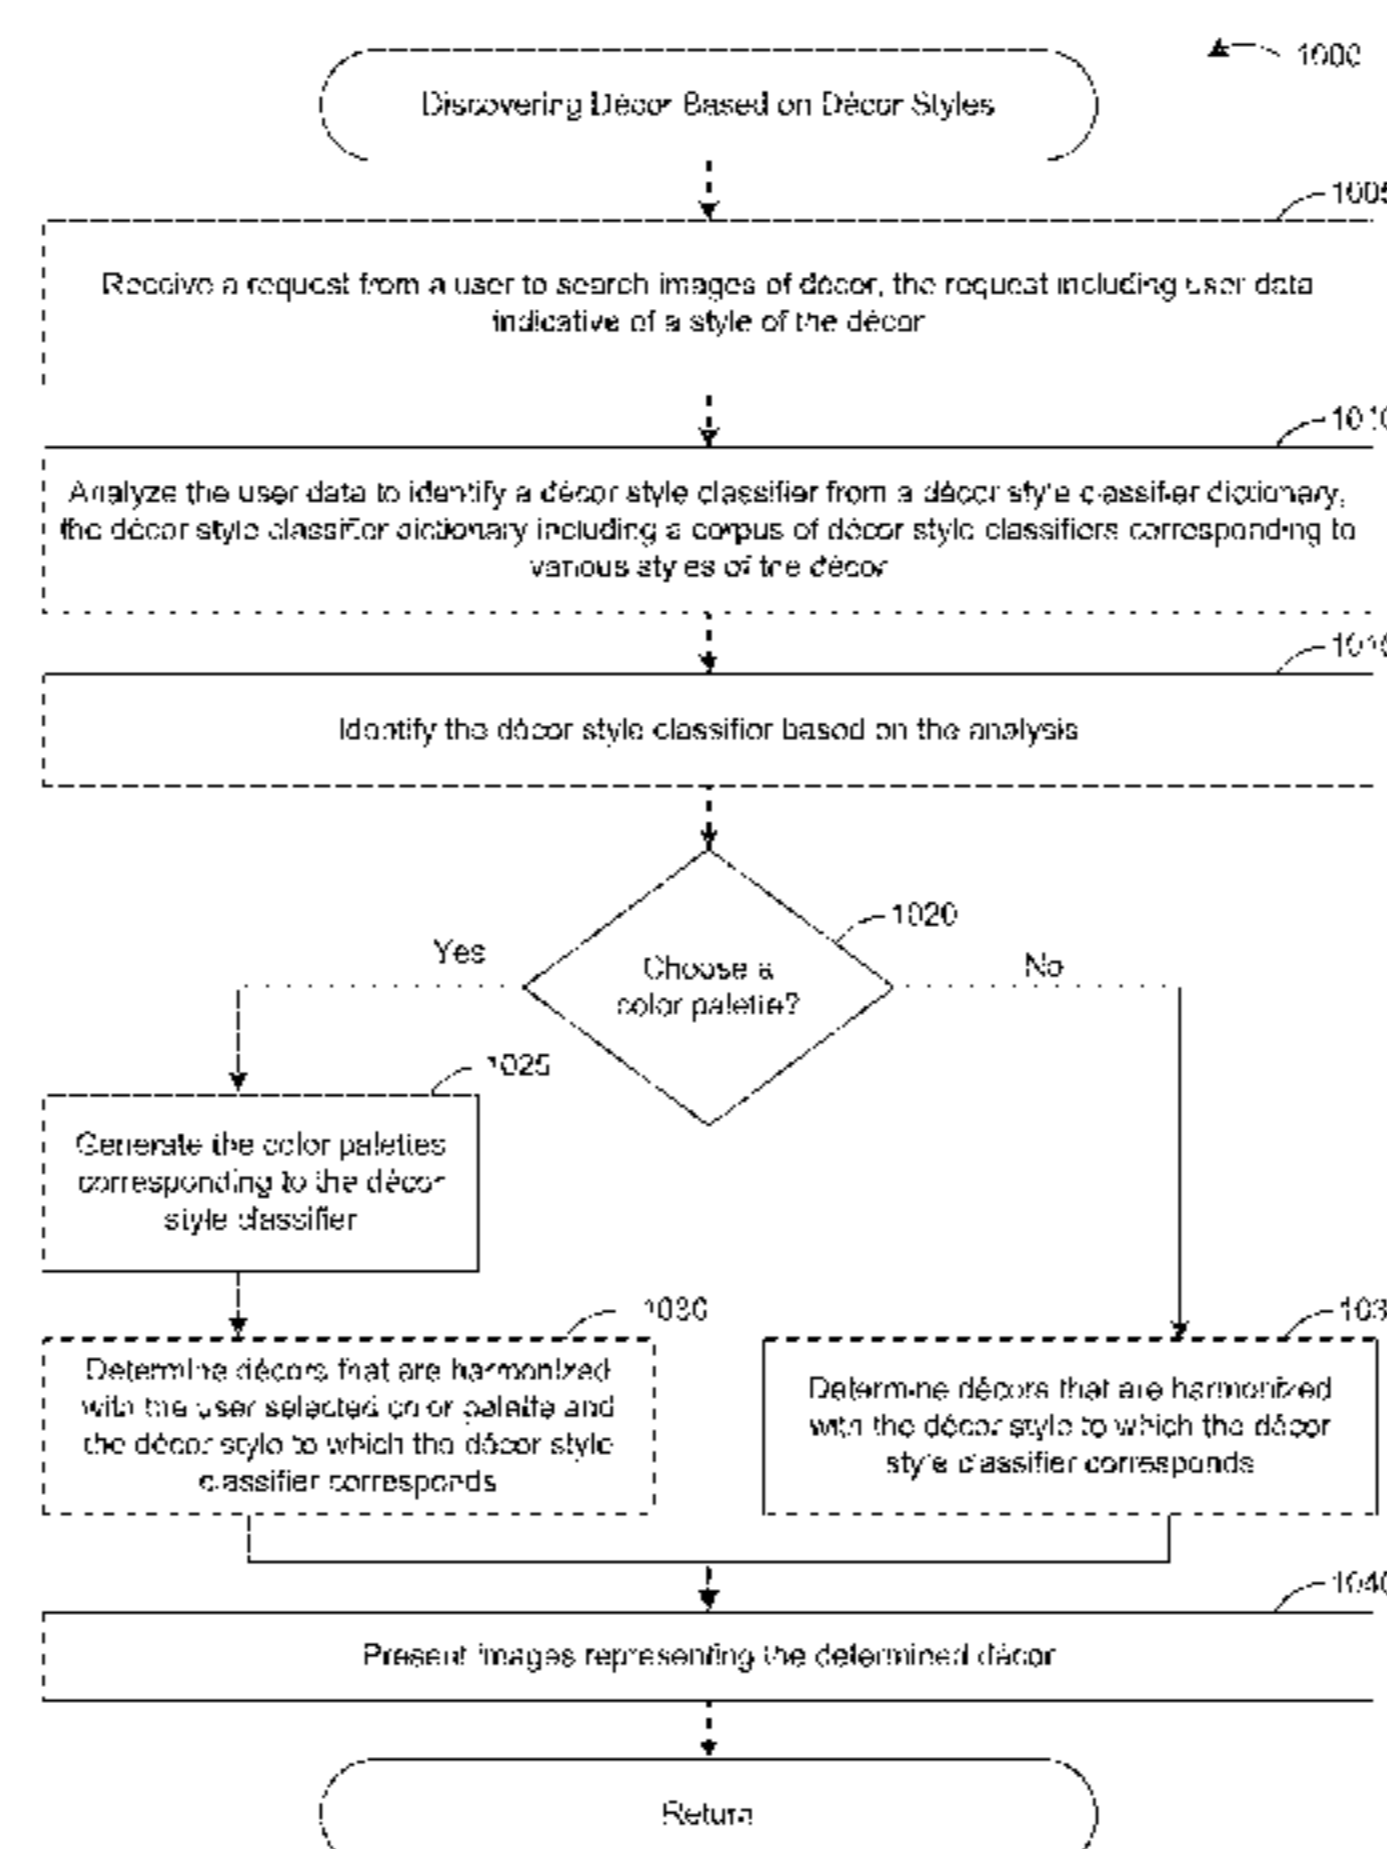 1000
Discovering Décor Based on Décor Styles
1005
Receive a request from a user to search images of décor, the request including user data
indicative of a style of the décor
1010
Analyze the user data to identify a décor style classifier from a décor style classifier dictionary,
the décor style classifier dictionary including a corpus of décor style classifiers corresponding to
various styles of the décor
1015
Identify the décor style classifier based on the analysis
1020
Choose a
color palette?
Yes
No
1025
Generate the color palettes
corresponding to the décor
style classifier
1030
Determine décors that are harmonized
with the user selected color palette and
the décor style to which the décor style
classifier corresponds
103
Determine décors that are harmonized
with the décor style to which the décor
style classifier corresponds
1040
Present images representing the determined décor
Return